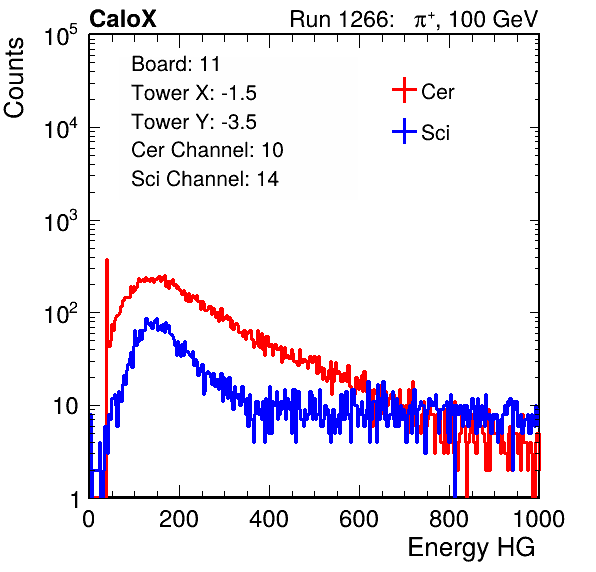 CaloX Run 1266: π⁺, 100 GeV
Counts
10⁵
10⁴
10³
10²
10
1
Board: 11
Tower X: -1.5
Tower Y: -3.5
Cer Channel: 10
Sci Channel: 14
Cer
Sci
0 200 400 600 800 1000
Energy HG